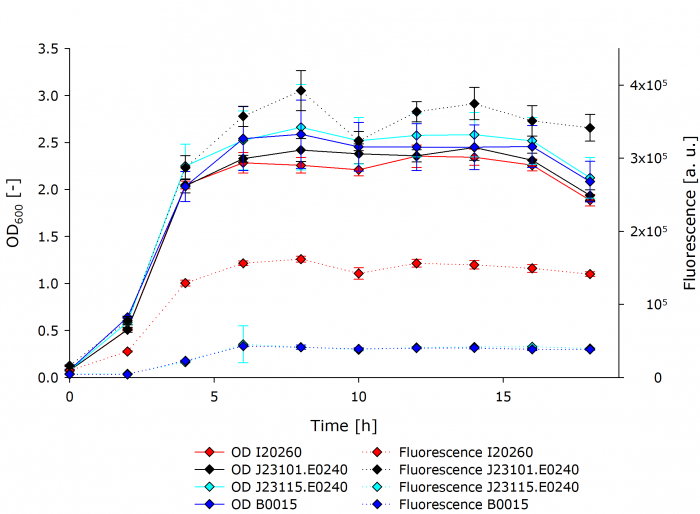 3.5
3.0
2.5
2.0
1.5
1.0
0.5
0.0
OD600 [-]
4x10⁵
3x10⁵
2x10⁵
10⁵
0
Fluorescence [a. u.]
0 5 10 15
Time [h]
OD I20260 Fluorescence I20260
OD J23101.E0240 Fluorescence J23101.E0240
OD J23115.E0240 Fluorescence J23115.E0240
OD B0015 Fluorescence B0015